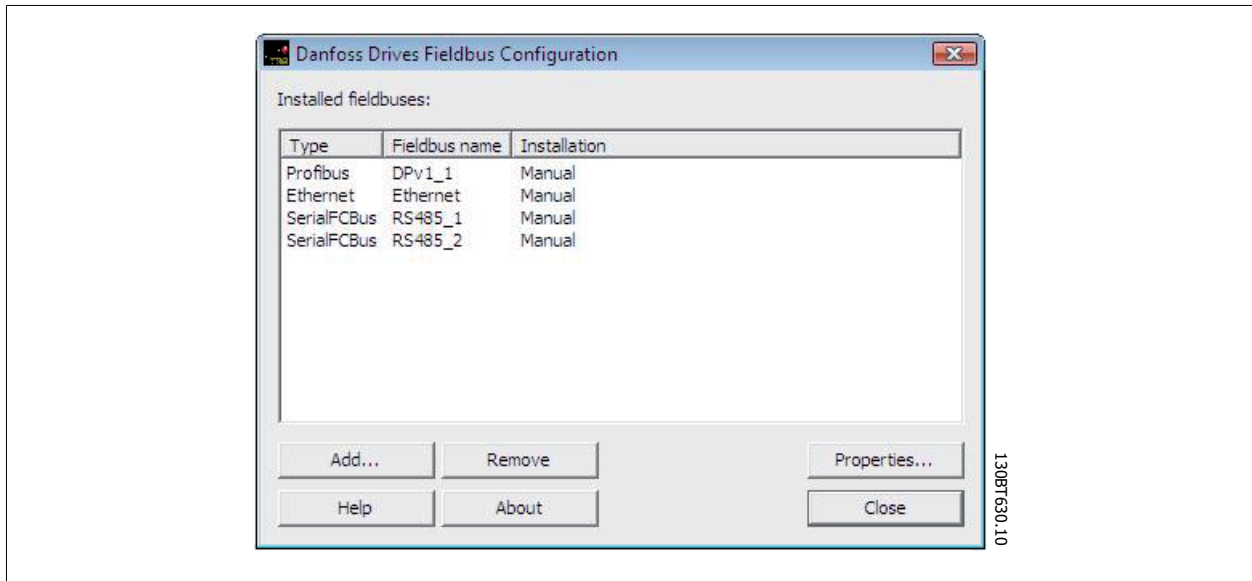 Danfoss Drives Fieldbus Configuration
Installed fieldbuses:
Type Fieldbus name Installation
Profibus DPv1_1 Manual
Ethernet Ethernet Manual
SerialFCBus RS485_1 Manual
SerialFCBus RS485_2 Manual
Add... Remove Properties...
Help About Close
130BT630.10